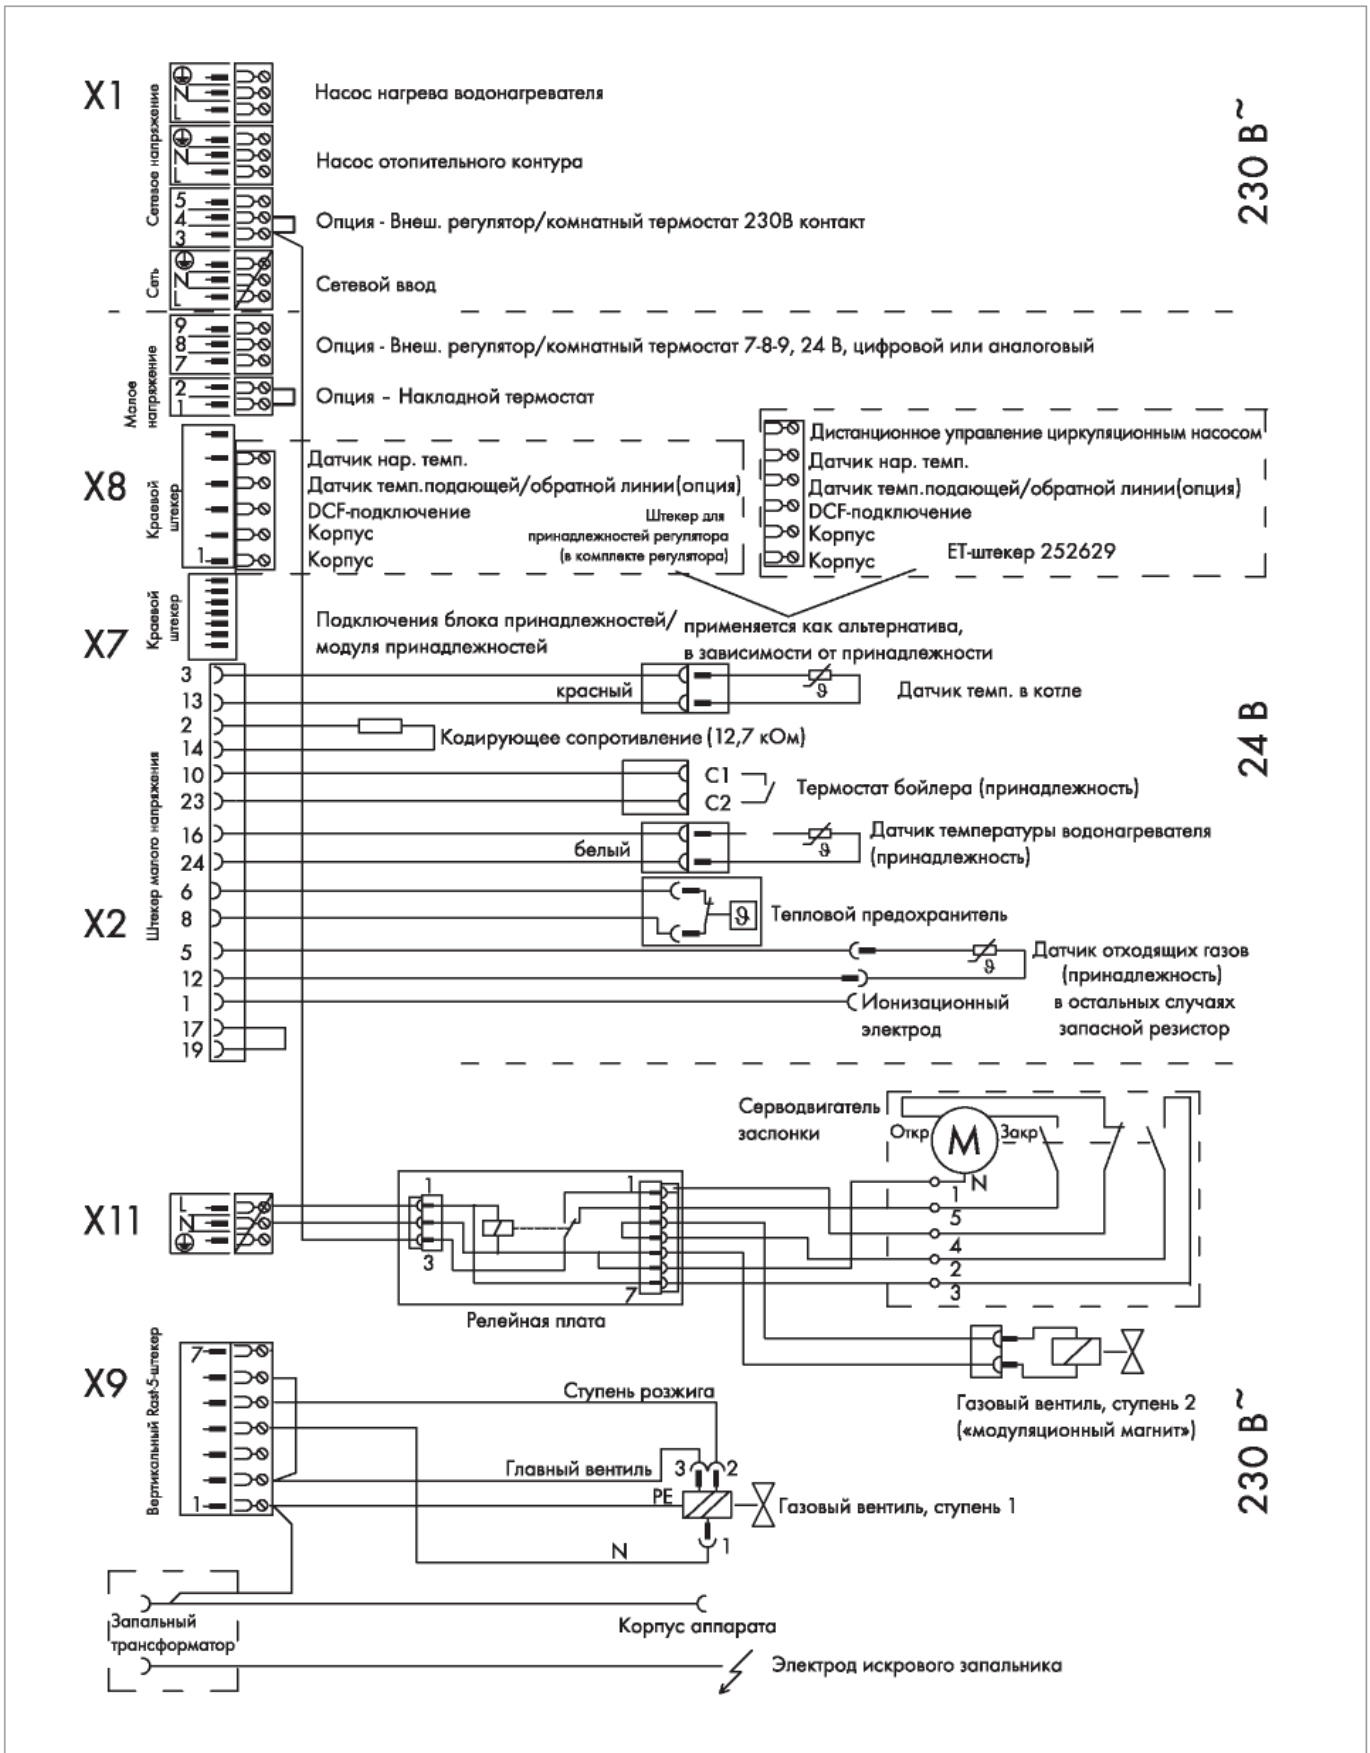 X1
Сетевое напряжение
N
L
Насос нагрева водонагревателя
230 В~
N
L
Насос отопительного контура
5
4
3
Опция - Внеш. регулятор/комнатный термостат 230В контакт
Сеть
N
L
Сетевой ввод
Малое
напряжение
9
8
7
Опция - Внеш. регулятор/комнатный термостат 7-8-9, 24 В, цифровой или аналоговый
2
1
Опция - Накладной термостат
X8
Краевой
штекер
1
Датчик нар. темп.
Датчик темп.подающей/обратной линии(опция)
DCF-подключение
Корпус
Корпус
Штекер для
принадлежностей регулятора
(в комплекте регулятора)
Дистанционное управление циркуляционным насосом
Датчик нар. темп.
Датчик темп.подающей/обратной линии(опция)
DCF-подключение
Корпус
Корпус
ET-штекер 252629
X7
Краевой
штекер
Подключения блока принадлежностей/
модуля принадлежностей
применяется как альтернатива,
в зависимости от принадлежности
24 В
X2
Штекер малого напряжения
3
13
красный
ϑ
Датчик темп. в котле
2
14
Кодирующее сопротивление (12,7 кОм)
10
23
C1
C2
Термостат бойлера (принадлежность)
16
24
белый
ϑ
Датчик температуры водонагревателя
(принадлежность)
6
8
ϑ
Тепловой предохранитель
5
12
ϑ
Датчик отходящих газов
(принадлежность)
в остальных случаях
запасной резистор
1
Ионизационный
электрод
17
19
Серводвигатель
заслонки
Откр
M
Закр
N
1
5
4
2
3
X11
L
N
1
3
1
7
Релейная плата
Газовый вентиль, ступень 2
(«модуляционный магнит»)
230 В~
X9
Вертикальный Rast-5-штекер
7
1
Ступень розжига
Главный вентиль
3
2
PE
Газовый вентиль, ступень 1
N
1
Запальный
трансформатор
Корпус аппарата
Электрод искрового запальника